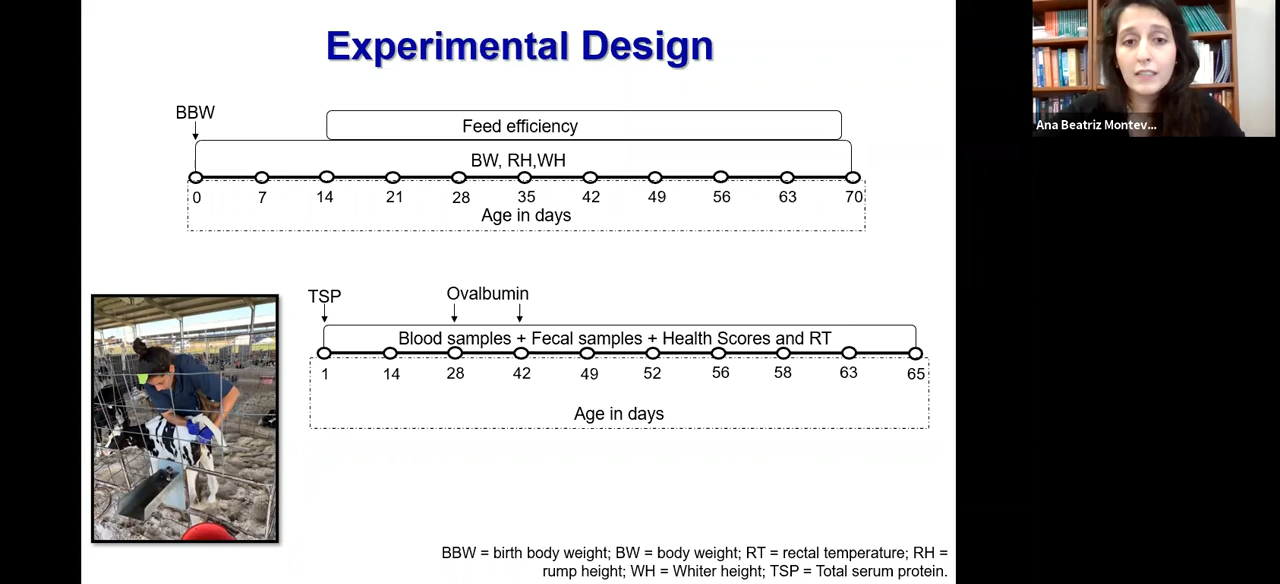 Experimental Design
BBW
Feed efficiency
BW, RH,WH
0 7 14 21 28 35 42 49 56 63 70
Age in days
TSP Ovalbumin
Blood samples + Fecal samples + Health Scores and RT
1 14 28 42 49 52 56 58 63 65
Age in days
BBW = birth body weight; BW = body weight; RT = rectal temperature; RH =
rump height; WH = Whiter height; TSP = Total serum protein.
Ana Beatriz Montev...